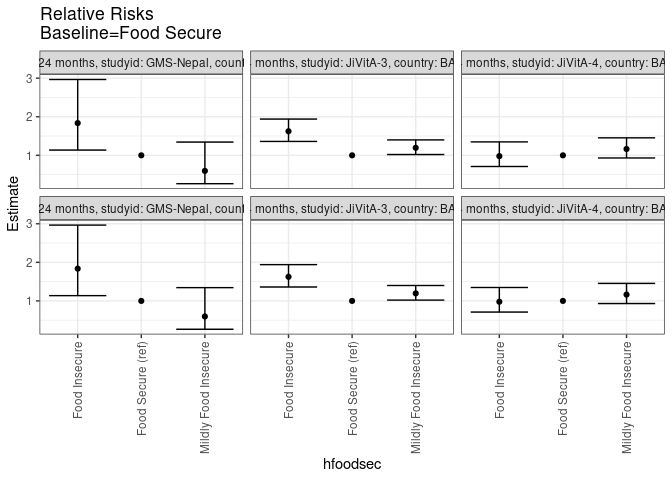 Relative Risks
Baseline=Food Secure
24 months, studyid: GMS-Nepal, count
months, studyid: JiVitA-3, country: BA
months, studyid: JiVitA-4, country: BA
3
2
1
24 months, studyid: GMS-Nepal, count
months, studyid: JiVitA-3, country: BA
months, studyid: JiVitA-4, country: BA
3
2
1
Estimate
Food Insecure
Food Secure (ref)
Mildly Food Insecure
Food Insecure
Food Secure (ref)
Mildly Food Insecure
Food Insecure
Food Secure (ref)
Mildly Food Insecure
hfoodsec